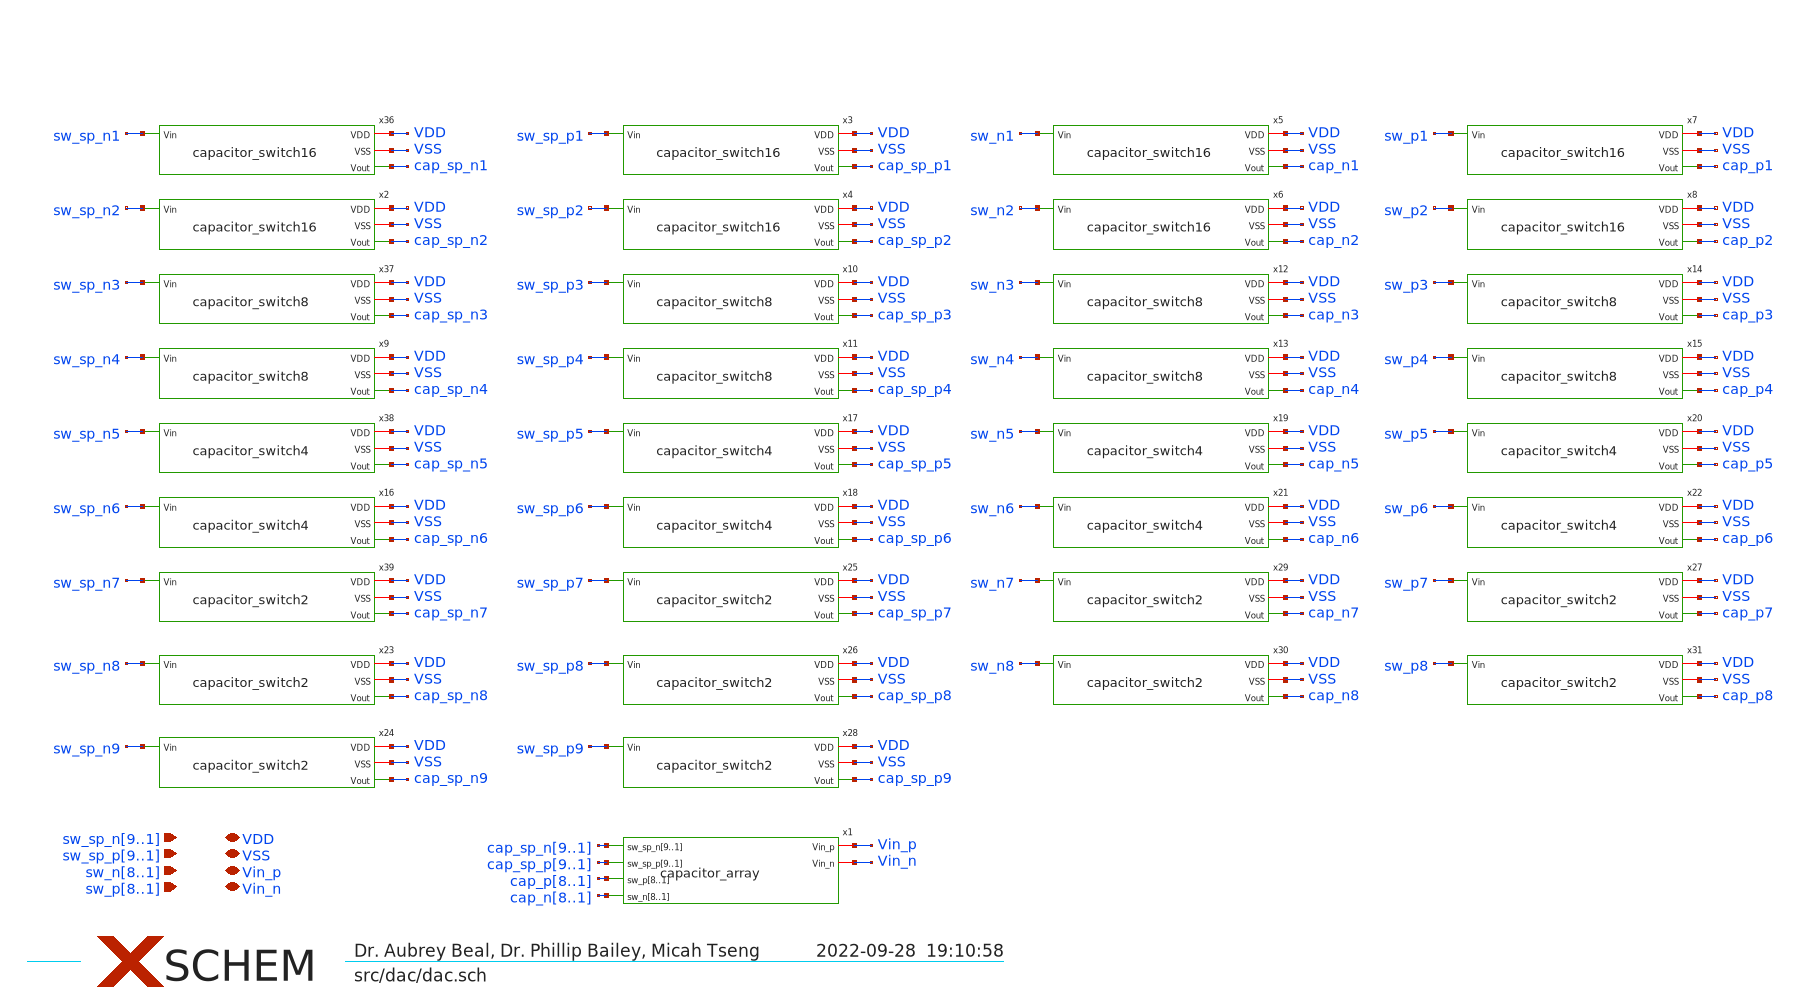 x36 x3 x5 x7
sw_sp_n1 Vin capacitor_switch16 VDD VSS Vout VDD VSS cap_sp_n1
sw_sp_p1 Vin capacitor_switch16 VDD VSS Vout VDD VSS cap_sp_p1
sw_n1 Vin capacitor_switch16 VDD VSS Vout VDD VSS cap_n1
sw_p1 Vin capacitor_switch16 VDD VSS Vout VDD VSS cap_p1
x2 x4 x6 x8
sw_sp_n2 Vin capacitor_switch16 VDD VSS Vout VDD VSS cap_sp_n2
sw_sp_p2 Vin capacitor_switch16 VDD VSS Vout VDD VSS cap_sp_p2
sw_n2 Vin capacitor_switch16 VDD VSS Vout VDD VSS cap_n2
sw_p2 Vin capacitor_switch16 VDD VSS Vout VDD VSS cap_p2
x37 x10 x12 x14
sw_sp_n3 Vin capacitor_switch8 VDD VSS Vout VDD VSS cap_sp_n3
sw_sp_p3 Vin capacitor_switch8 VDD VSS Vout VDD VSS cap_sp_p3
sw_n3 Vin capacitor_switch8 VDD VSS Vout VDD VSS cap_n3
sw_p3 Vin capacitor_switch8 VDD VSS Vout VDD VSS cap_p3
x9 x11 x13 x15
sw_sp_n4 Vin capacitor_switch8 VDD VSS Vout VDD VSS cap_sp_n4
sw_sp_p4 Vin capacitor_switch8 VDD VSS Vout VDD VSS cap_sp_p4
sw_n4 Vin capacitor_switch8 VDD VSS Vout VDD VSS cap_n4
sw_p4 Vin capacitor_switch8 VDD VSS Vout VDD VSS cap_p4
x38 x17 x19 x20
sw_sp_n5 Vin capacitor_switch4 VDD VSS Vout VDD VSS cap_sp_n5
sw_sp_p5 Vin capacitor_switch4 VDD VSS Vout VDD VSS cap_sp_p5
sw_n5 Vin capacitor_switch4 VDD VSS Vout VDD VSS cap_n5
sw_p5 Vin capacitor_switch4 VDD VSS Vout VDD VSS cap_p5
x16 x18 x21 x22
sw_sp_n6 Vin capacitor_switch4 VDD VSS Vout VDD VSS cap_sp_n6
sw_sp_p6 Vin capacitor_switch4 VDD VSS Vout VDD VSS cap_sp_p6
sw_n6 Vin capacitor_switch4 VDD VSS Vout VDD VSS cap_n6
sw_p6 Vin capacitor_switch4 VDD VSS Vout VDD VSS cap_p6
x39 x25 x29 x27
sw_sp_n7 Vin capacitor_switch2 VDD VSS Vout VDD VSS cap_sp_n7
sw_sp_p7 Vin capacitor_switch2 VDD VSS Vout VDD VSS cap_sp_p7
sw_n7 Vin capacitor_switch2 VDD VSS Vout VDD VSS cap_n7
sw_p7 Vin capacitor_switch2 VDD VSS Vout VDD VSS cap_p7
x23 x26 x30 x31
sw_sp_n8 Vin capacitor_switch2 VDD VSS Vout VDD VSS cap_sp_n8
sw_sp_p8 Vin capacitor_switch2 VDD VSS Vout VDD VSS cap_sp_p8
sw_n8 Vin capacitor_switch2 VDD VSS Vout VDD VSS cap_n8
sw_p8 Vin capacitor_switch2 VDD VSS Vout VDD VSS cap_p8
x24 x28
sw_sp_n9 Vin capacitor_switch2 VDD VSS Vout VDD VSS cap_sp_n9
sw_sp_p9 Vin capacitor_switch2 VDD VSS Vout VDD VSS cap_sp_p9
sw_sp_n[9..1] VDD
sw_sp_p[9..1] VSS
sw_n[8..1] Vin_p
sw_p[8..1] Vin_n
x1
cap_sp_n[9..1] sw_sp_n[9..1] Vin_p Vin_p
cap_sp_p[9..1] sw_sp_p[9..1] Vin_n Vin_n
capacitor_array
cap_p[8..1] sw_p[8..1]
cap_n[8..1] sw_n[8..1]
XSCHEM
Dr. Aubrey Beal, Dr. Phillip Bailey, Micah Tseng 2022-09-28 19:10:58
src/dac/dac.sch